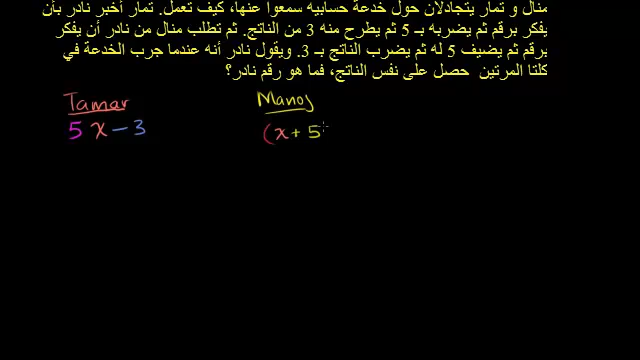 منال و تمار يتجادلان حول خدعة حسابيه سمعوا عنها، كيف تعمل. تمار أخبر نادر بأن
يفكر برقم ثم يضربه بـ 5 ثم يطرح منه 3 من الناتج. ثم تطلب منال من نادر أن يفكر
برقم ثم يضيف 5 له ثم يضرب الناتج بـ 3. ويقول نادر أنه عندما جرب الخدعة في
كلتا المرتين حصل على نفس الناتج، فما هو رقم نادر؟
Tamar Manoj
5 x - 3 (x + 5